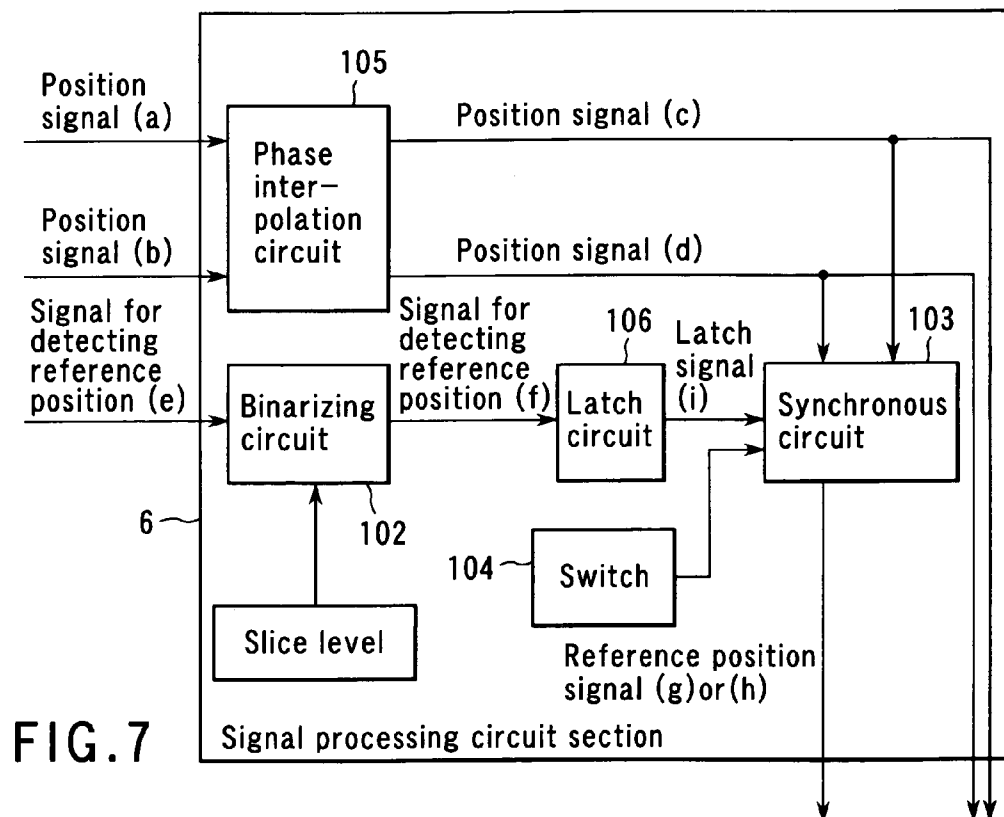 Position
signal (a)
105
Phase
inter-
polation
circuit
Position signal (c)
Position
signal (b)
Position signal (d)
Signal for
detecting
reference
position (e)
Binarizing
circuit
102
Signal for
detecting
reference
position (f)
106
Latch
circuit
Latch
signal
(i)
103
Synchronous
circuit
6
104
Switch
Slice level
Reference position
signal (g)or(h)
Signal processing circuit section
FIG.7